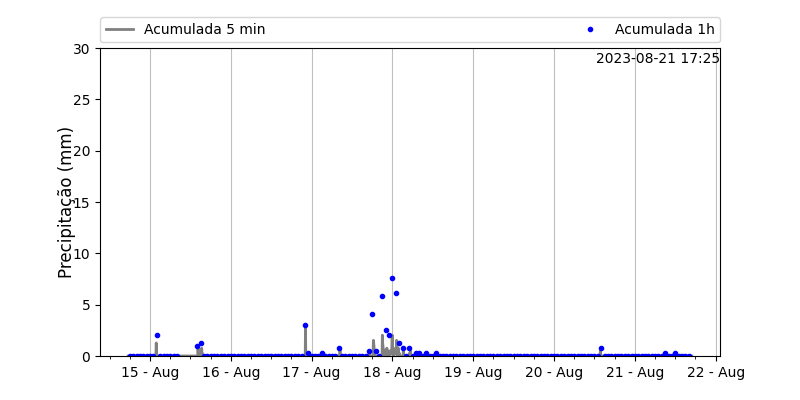 Acumulada 5 min
Acumulada 1h
2023-08-21 17:25
Precipitação (mm)
30
25
20
15
10
5
0
15 - Aug
16 - Aug
17 - Aug
18 - Aug
19 - Aug
20 - Aug
21 - Aug
22 - Aug